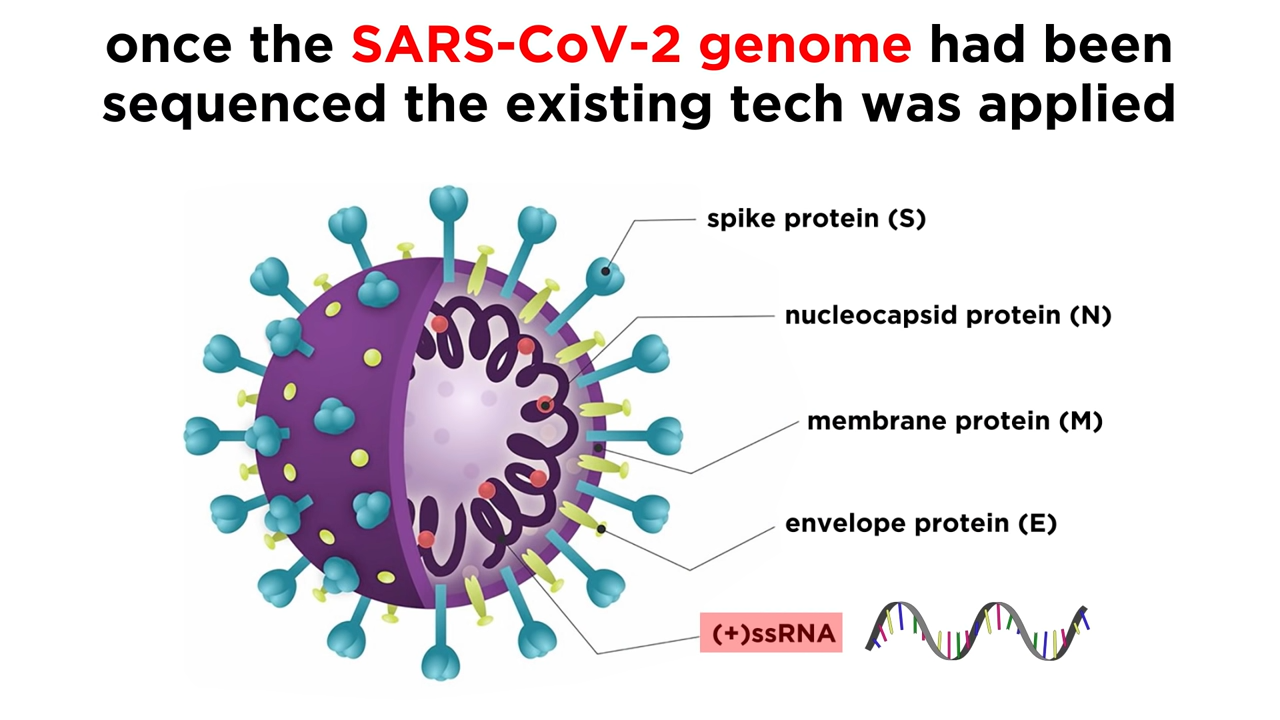 once the SARS-CoV-2 genome had been
sequenced the existing tech was applied
spike protein (S)
nucleocapsid protein (N)
membrane protein (M)
envelope protein (E)
(+)ssRNA